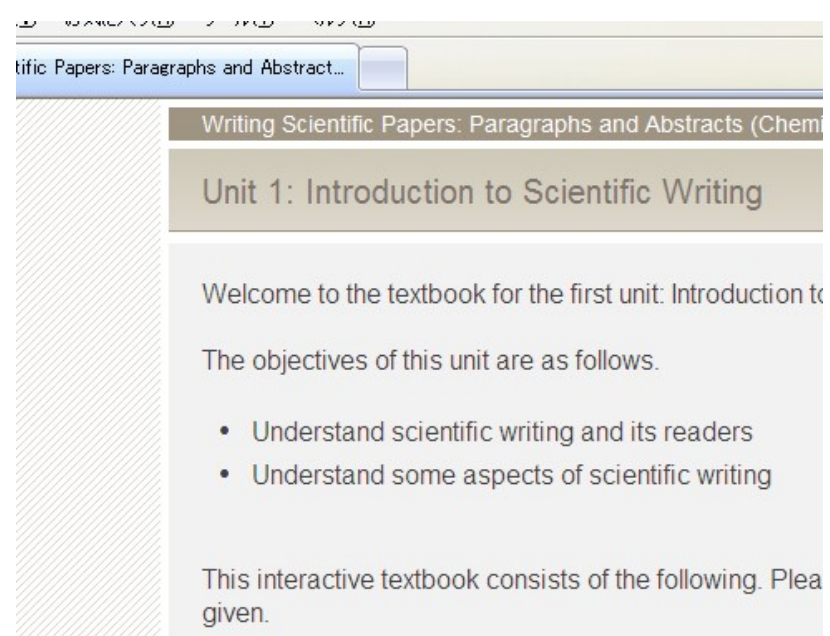 tific Papers: Paragraphs and Abstract...
Writing Scientific Papers: Paragraphs and Abstracts (Chemi
Unit 1: Introduction to Scientific Writing
Welcome to the textbook for the first unit: Introduction to
The objectives of this unit are as follows.
• Understand scientific writing and its readers
• Understand some aspects of scientific writing
This interactive textbook consists of the following. Plea
given.